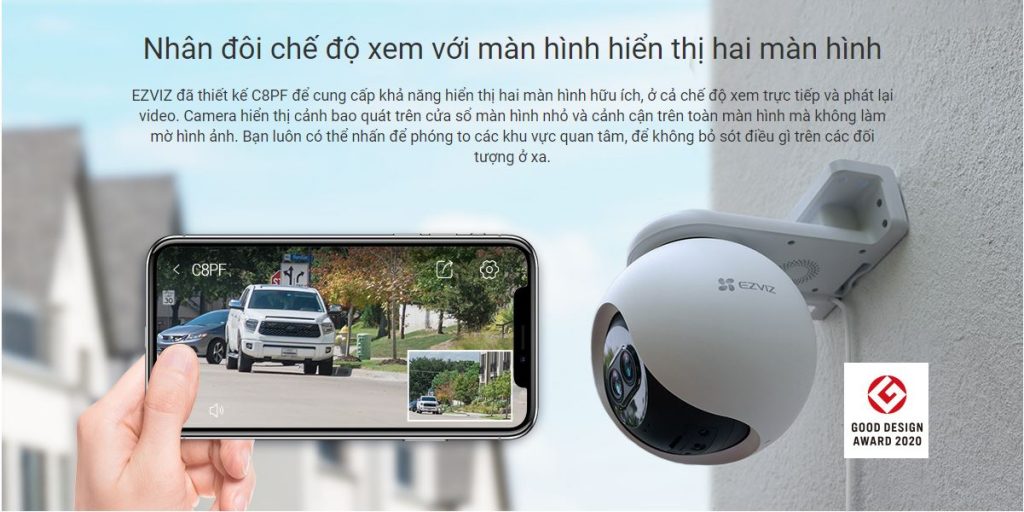 Nhân đôi chế độ xem với màn hình hiển thị hai màn hình
EZVIZ đã thiết kế C8PF để cung cấp khả năng hiển thị hai màn hình hữu ích, ở cả chế độ xem trực tiếp và phát lại
video. Camera hiển thị cảnh bao quát trên cửa sổ màn hình nhỏ và cảnh cận trên toàn màn hình mà không làm
mờ hình ảnh. Bạn luôn có thể nhấn để phóng to các khu vực quan tâm, để không bỏ sót điều gì trên các đối
tượng ở xa.
C8PF
30
EZVIZ
GOOD DESIGN
AWARD 2020